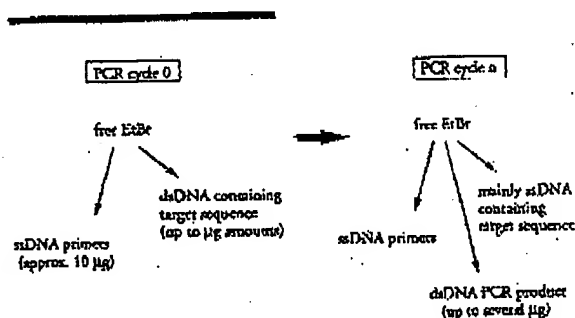 PCR cycle 0
free EtBr
dsDNA containing
target sequence
(up to μg amounts)
ssDNA primers
(approx. 10 μg)
PCR cycle n
free EtBr
mainly ssDNA
containing
target sequence
ssDNA primers
dsDNA PCR product
(up to several μg)